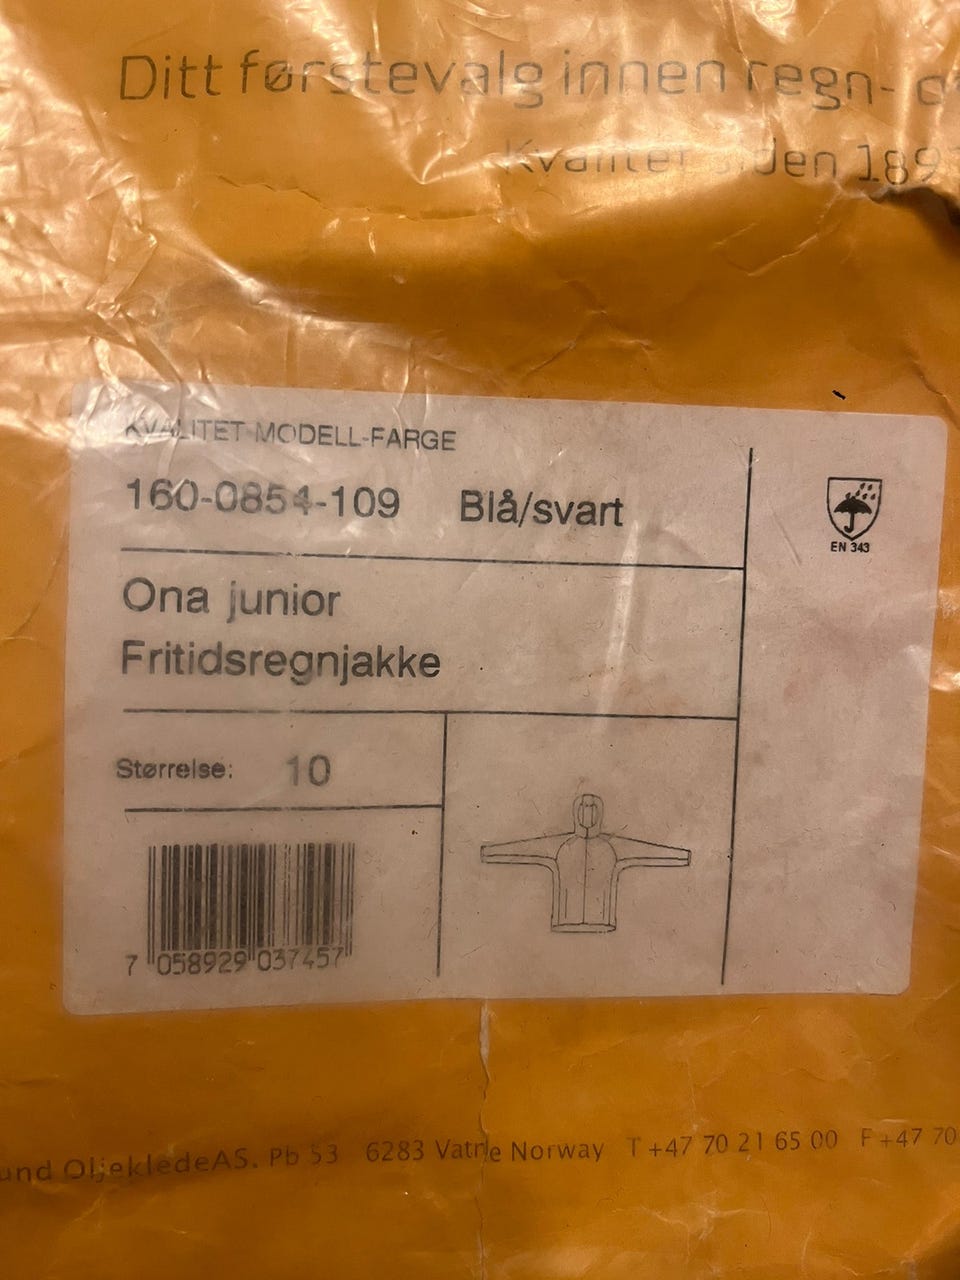 Ditt førstevalg innen regn-
Kvalitet siden 189
KVALITET-MODELL-FARGE
160-0854-109 Blå/svart
EN 343
Ona junior
Fritidsregnjakke
Størrelse: 10
7 058929 037457
und OljekledeAS. Pb 53 6283 Vatne Norway T +47 70 21 65 00 F +47 70